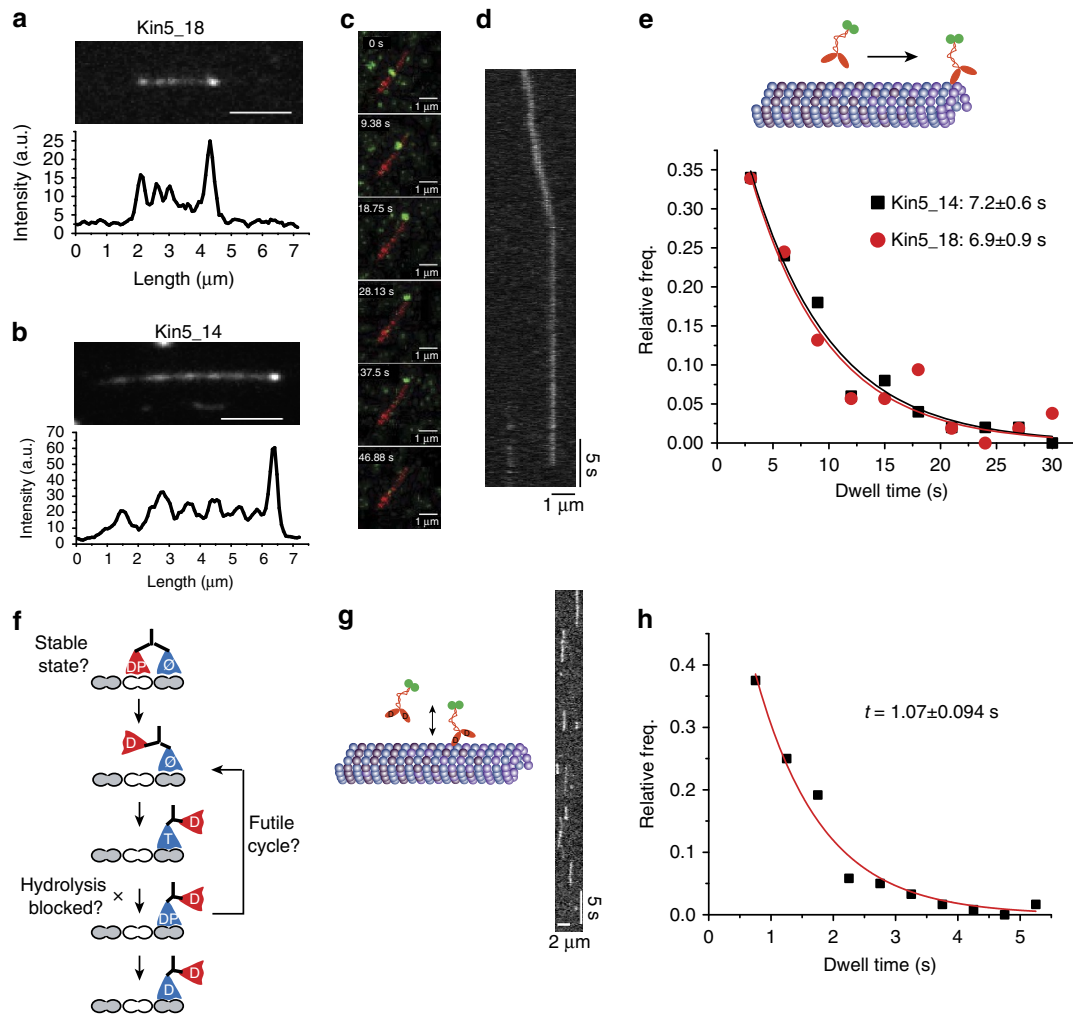 a
Kin5_18
Intensity (a.u.)
25
20
15
10
5
0
0 1 2 3 4 5 6 7
Length (μm)
b
Kin5_14
Intensity (a.u.)
70
60
50
40
30
20
10
0
0 1 2 3 4 5 6 7
Length (μm)
c
0 s
1 μm
9.38 s
1 μm
18.75 s
1 μm
28.13 s
1 μm
37.5 s
1 μm
46.88 s
1 μm
d
5 s
1 μm
e
Relative freq.
0.35
0.30
0.25
0.20
0.15
0.10
0.05
0.00
Kin5_14: 7.2±0.6 s
Kin5_18: 6.9±0.9 s
0 5 10 15 20 25 30
Dwell time (s)
f
Stable
state?
DP Ø
D Ø
T D
Futile
cycle?
Hydrolysis
blocked?
×
DP D
D D
g
5 s
2 μm
h
Relative freq.
0.4
0.3
0.2
0.1
0.0
t = 1.07±0.094 s
0 1 2 3 4 5
Dwell time (s)